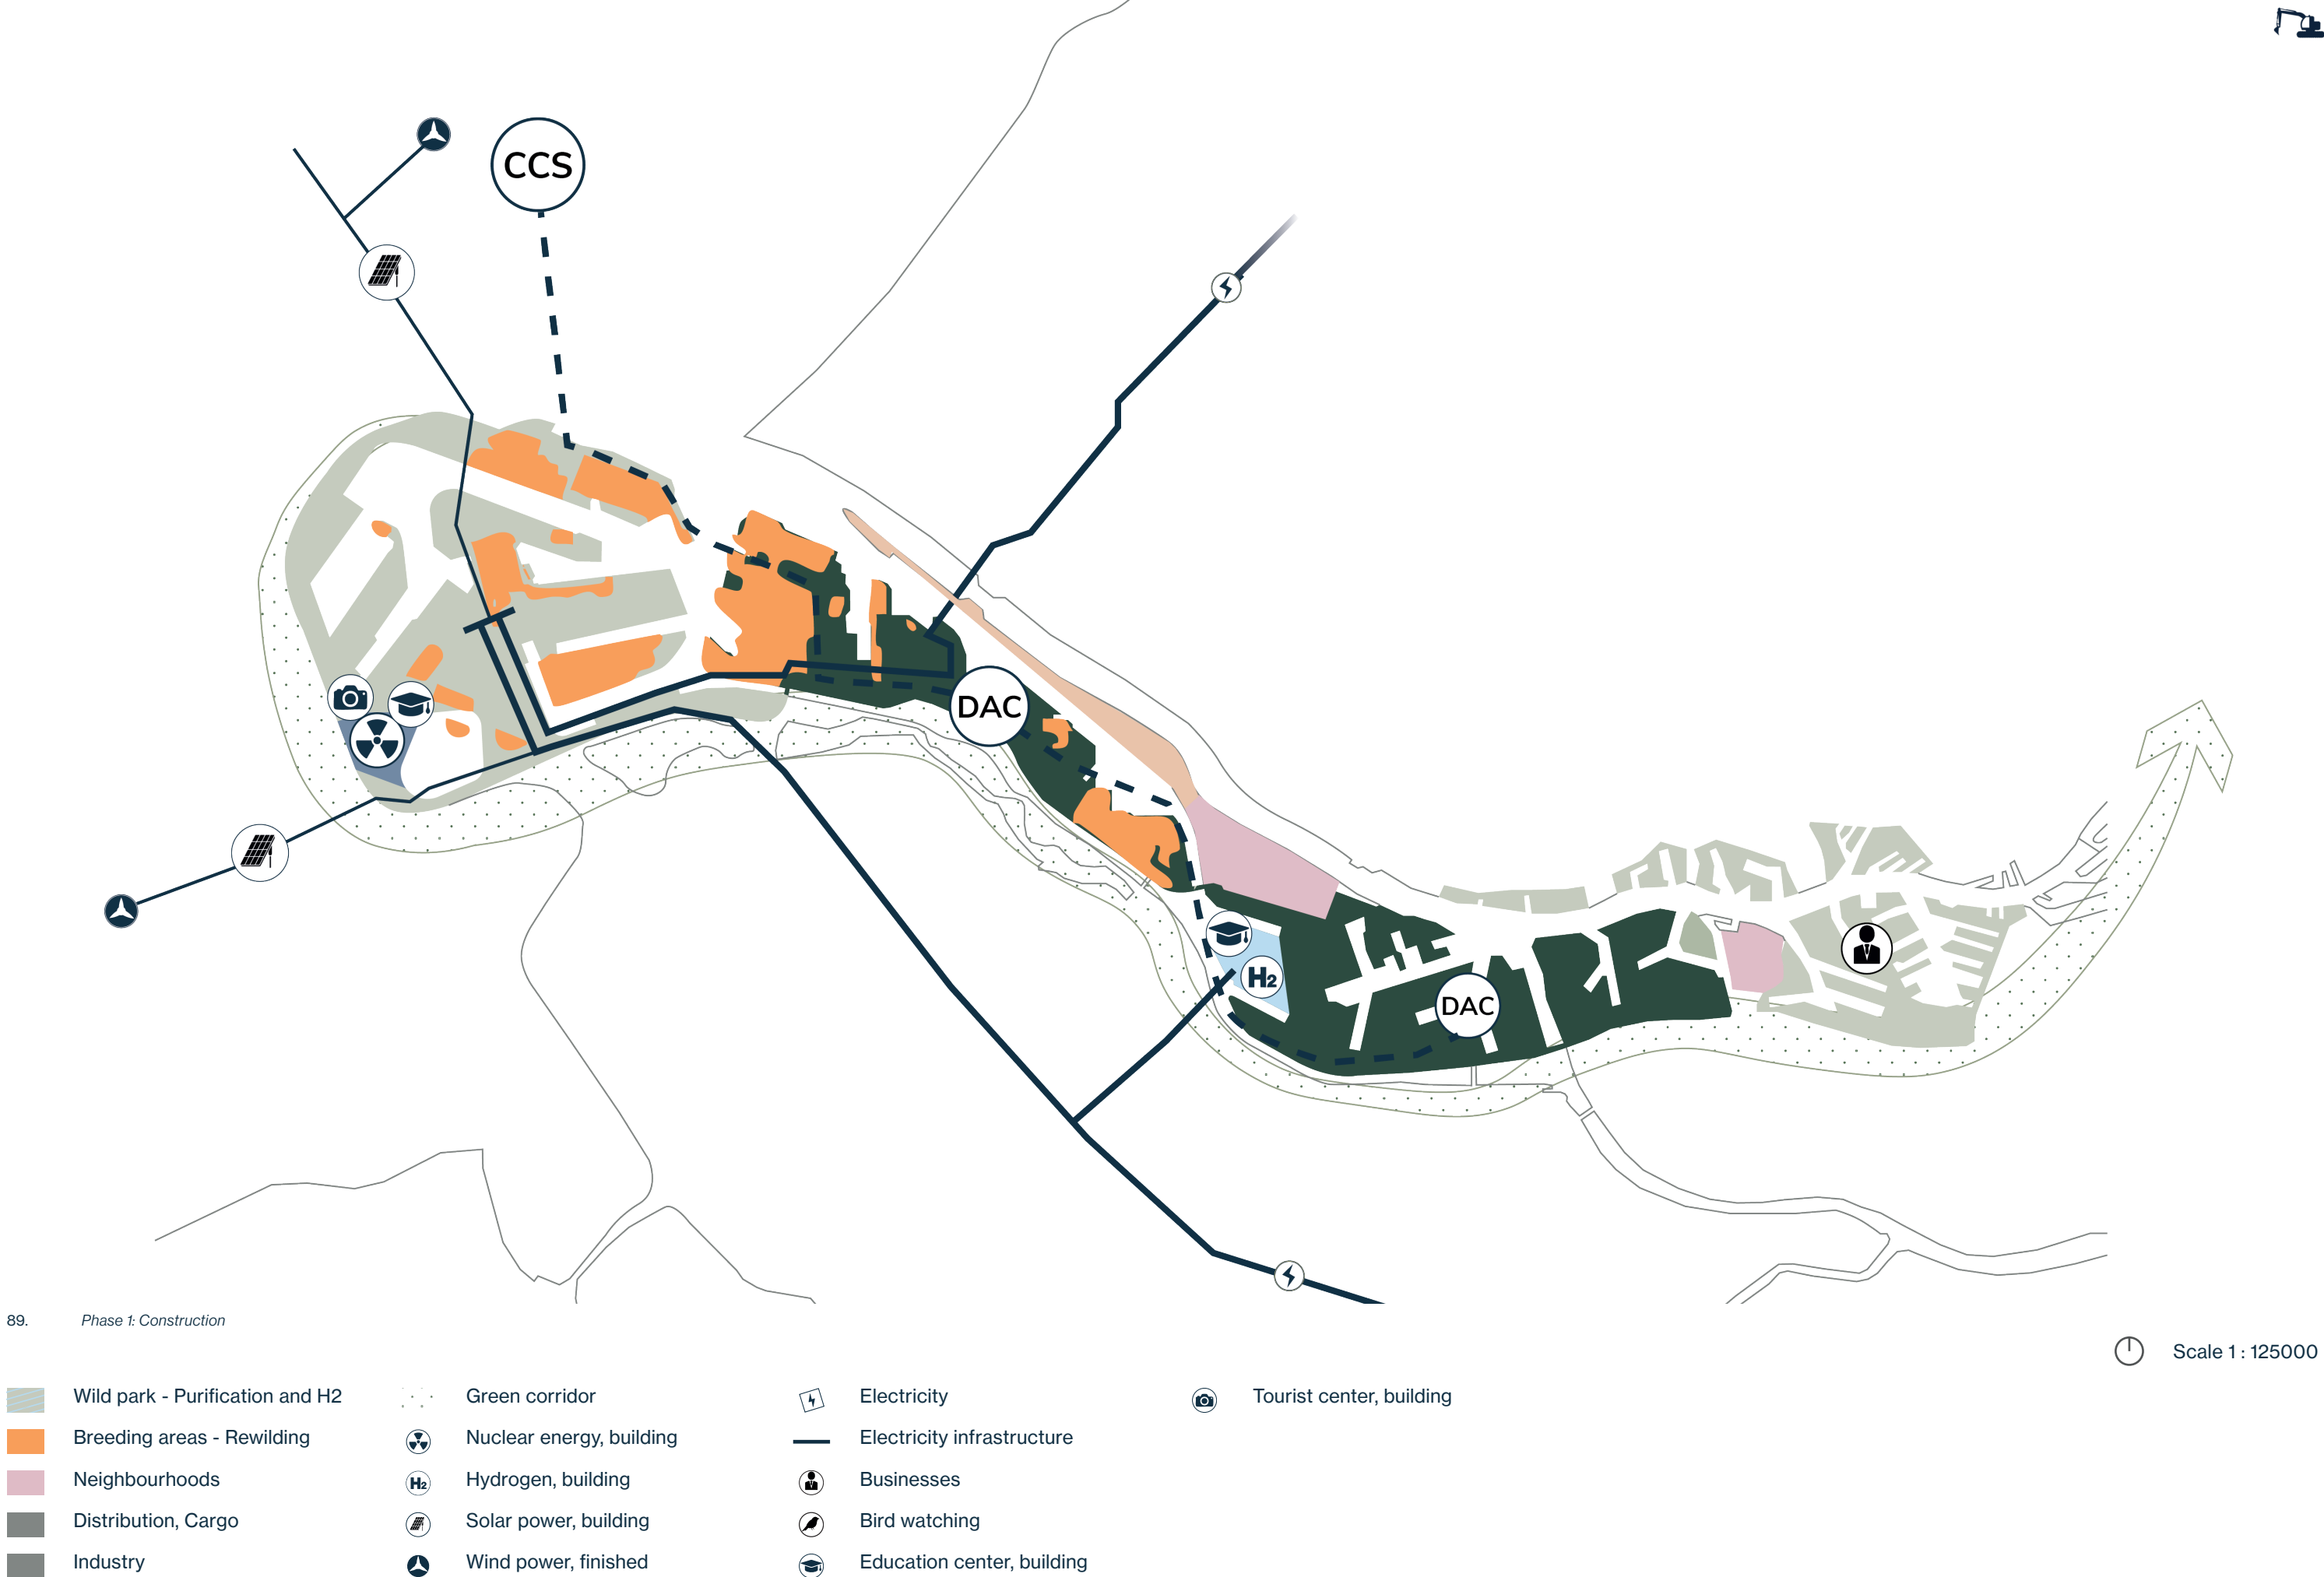 CCS
DAC
H2
DAC
89. Phase 1: Construction
Scale 1 : 125000
Wild park - Purification and H2
Breeding areas - Rewilding
Neighbourhoods
Distribution, Cargo
Industry
Green corridor
Nuclear energy, building
H2 Hydrogen, building
Solar power, building
Wind power, finished
Electricity
Electricity infrastructure
Businesses
Bird watching
Education center, building
Tourist center, building